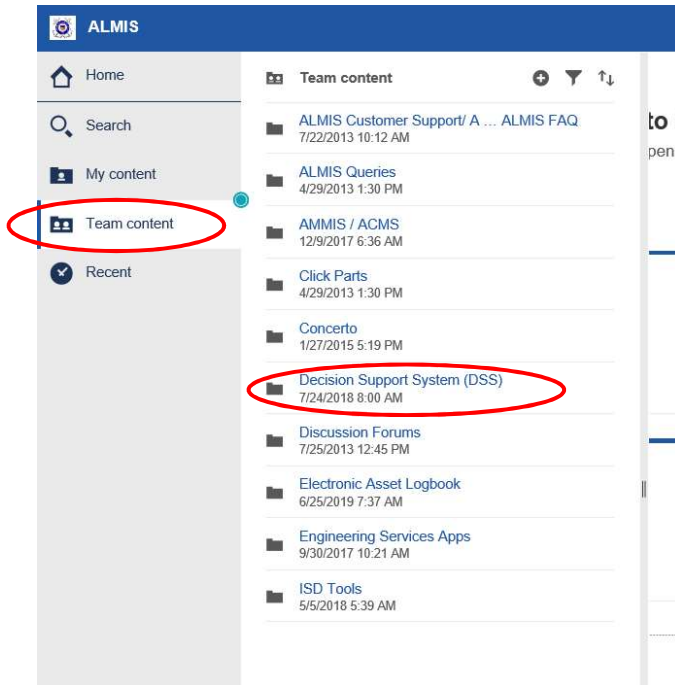 ALMIS
Home
Search
My content
Team content
Recent
Team content
ALMIS Customer Support/ A ... ALMIS FAQ
7/22/2013 10:12 AM
ALMIS Queries
4/29/2013 1:30 PM
AMMIS / ACMS
12/9/2017 6:36 AM
Click Parts
4/29/2013 1:30 PM
Concerto
1/27/2015 5:19 PM
Decision Support System (DSS)
7/24/2018 8:00 AM
Discussion Forums
7/25/2013 12:45 PM
Electronic Asset Logbook
6/25/2019 7:37 AM
Engineering Services Apps
9/30/2017 10:21 AM
ISD Tools
5/5/2018 5:39 AM
to
pen